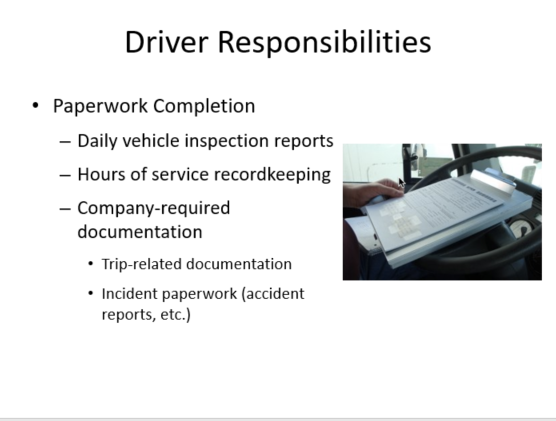 Driver Responsibilities
• Paperwork Completion
– Daily vehicle inspection reports
– Hours of service recordkeeping
– Company-required
documentation
• Trip-related documentation
• Incident paperwork (accident
reports, etc.)